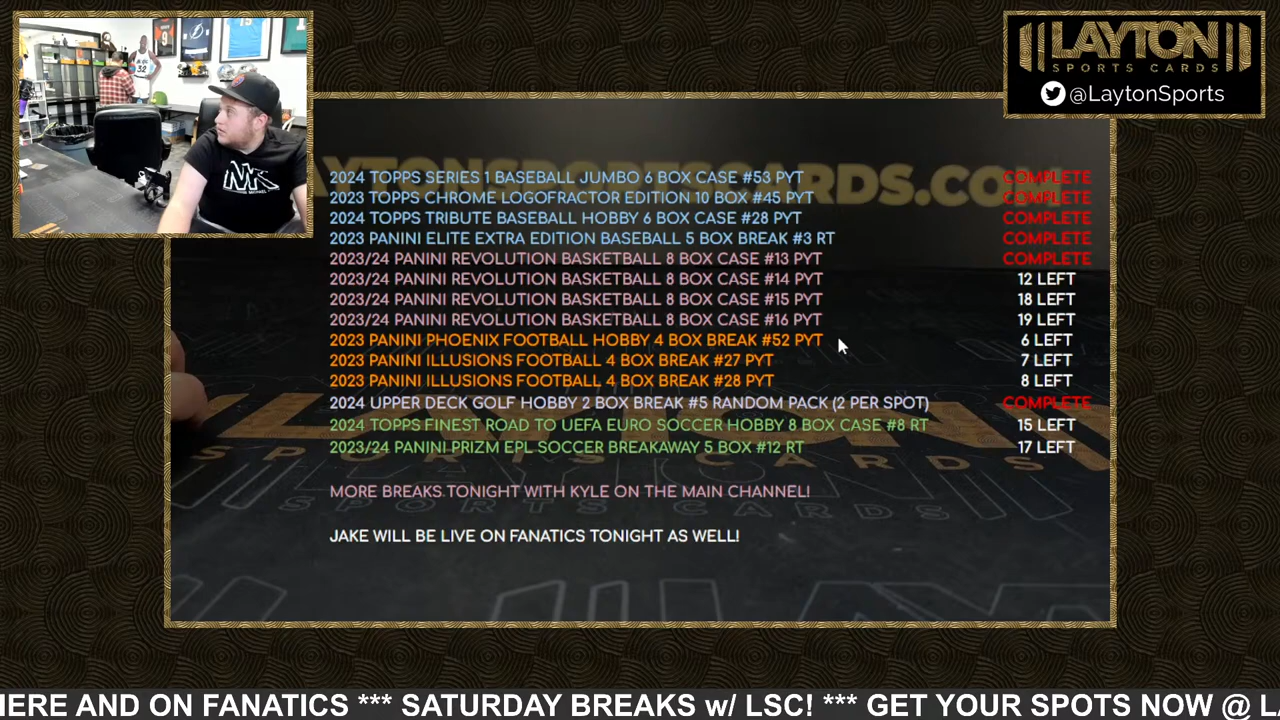 LAYTON
SPORTS CARDS
@LaytonSports
LAYTONSPORTSCARDS.CO
2024 TOPPS SERIES 1 BASEBALL JUMBO 6 BOX CASE #53 PYT COMPLETE
2023 TOPPS CHROME LOGOFRACTOR EDITION 10 BOX #45 PYT COMPLETE
2024 TOPPS TRIBUTE BASEBALL HOBBY 6 BOX CASE #28 PYT COMPLETE
2023 PANINI ELITE EXTRA EDITION BASEBALL 5 BOX BREAK #3 RT COMPLETE
2023/24 PANINI REVOLUTION BASKETBALL 8 BOX CASE #13 PYT COMPLETE
2023/24 PANINI REVOLUTION BASKETBALL 8 BOX CASE #14 PYT 12 LEFT
2023/24 PANINI REVOLUTION BASKETBALL 8 BOX CASE #15 PYT 18 LEFT
2023/24 PANINI REVOLUTION BASKETBALL 8 BOX CASE #16 PYT 19 LEFT
2023 PANINI PHOENIX FOOTBALL HOBBY 4 BOX BREAK #52 PYT 6 LEFT
2023 PANINI ILLUSIONS FOOTBALL 4 BOX BREAK #27 PYT 7 LEFT
2023 PANINI ILLUSIONS FOOTBALL 4 BOX BREAK #28 PYT 8 LEFT
2024 UPPER DECK GOLF HOBBY 2 BOX BREAK #5 RANDOM PACK (2 PER SPOT) COMPLETE
2024 TOPPS FINEST ROAD TO UEFA EURO SOCCER HOBBY 8 BOX CASE #8 RT 15 LEFT
2023/24 PANINI PRIZM EPL SOCCER BREAKAWAY 5 BOX #12 RT 17 LEFT
LAYTON
SPORTS CARDS
MORE BREAKS TONIGHT WITH KYLE ON THE MAIN CHANNEL!
JAKE WILL BE LIVE ON FANATICS TONIGHT AS WELL!
HERE AND ON FANATICS *** SATURDAY BREAKS w/ LSC! *** GET YOUR SPOTS NOW @ LA